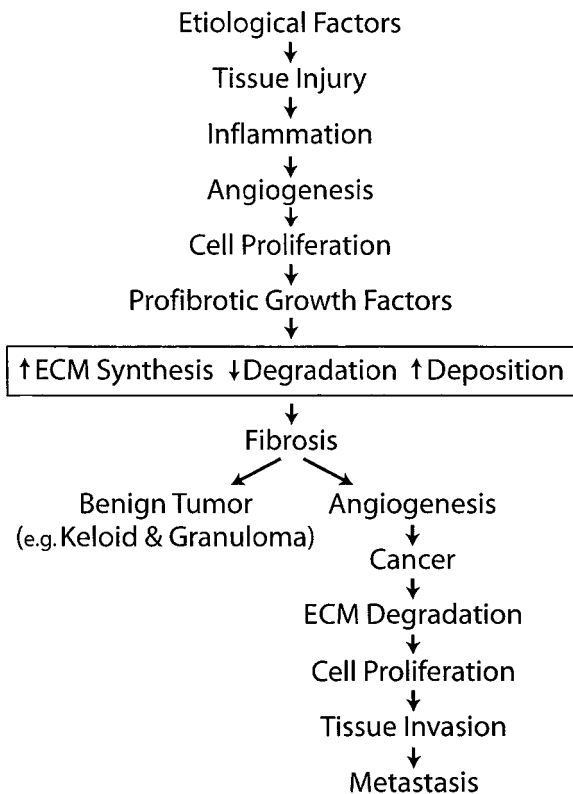 Etiological Factors
Tissue Injury
Inflammation
Angiogenesis
Cell Proliferation
Profibrotic Growth Factors
↑ECM Synthesis ↓Degradation ↑Deposition
Fibrosis
Benign Tumor
(e.g. Keloid & Granuloma)
Angiogenesis
Cancer
ECM Degradation
Cell Proliferation
Tissue Invasion
Metastasis